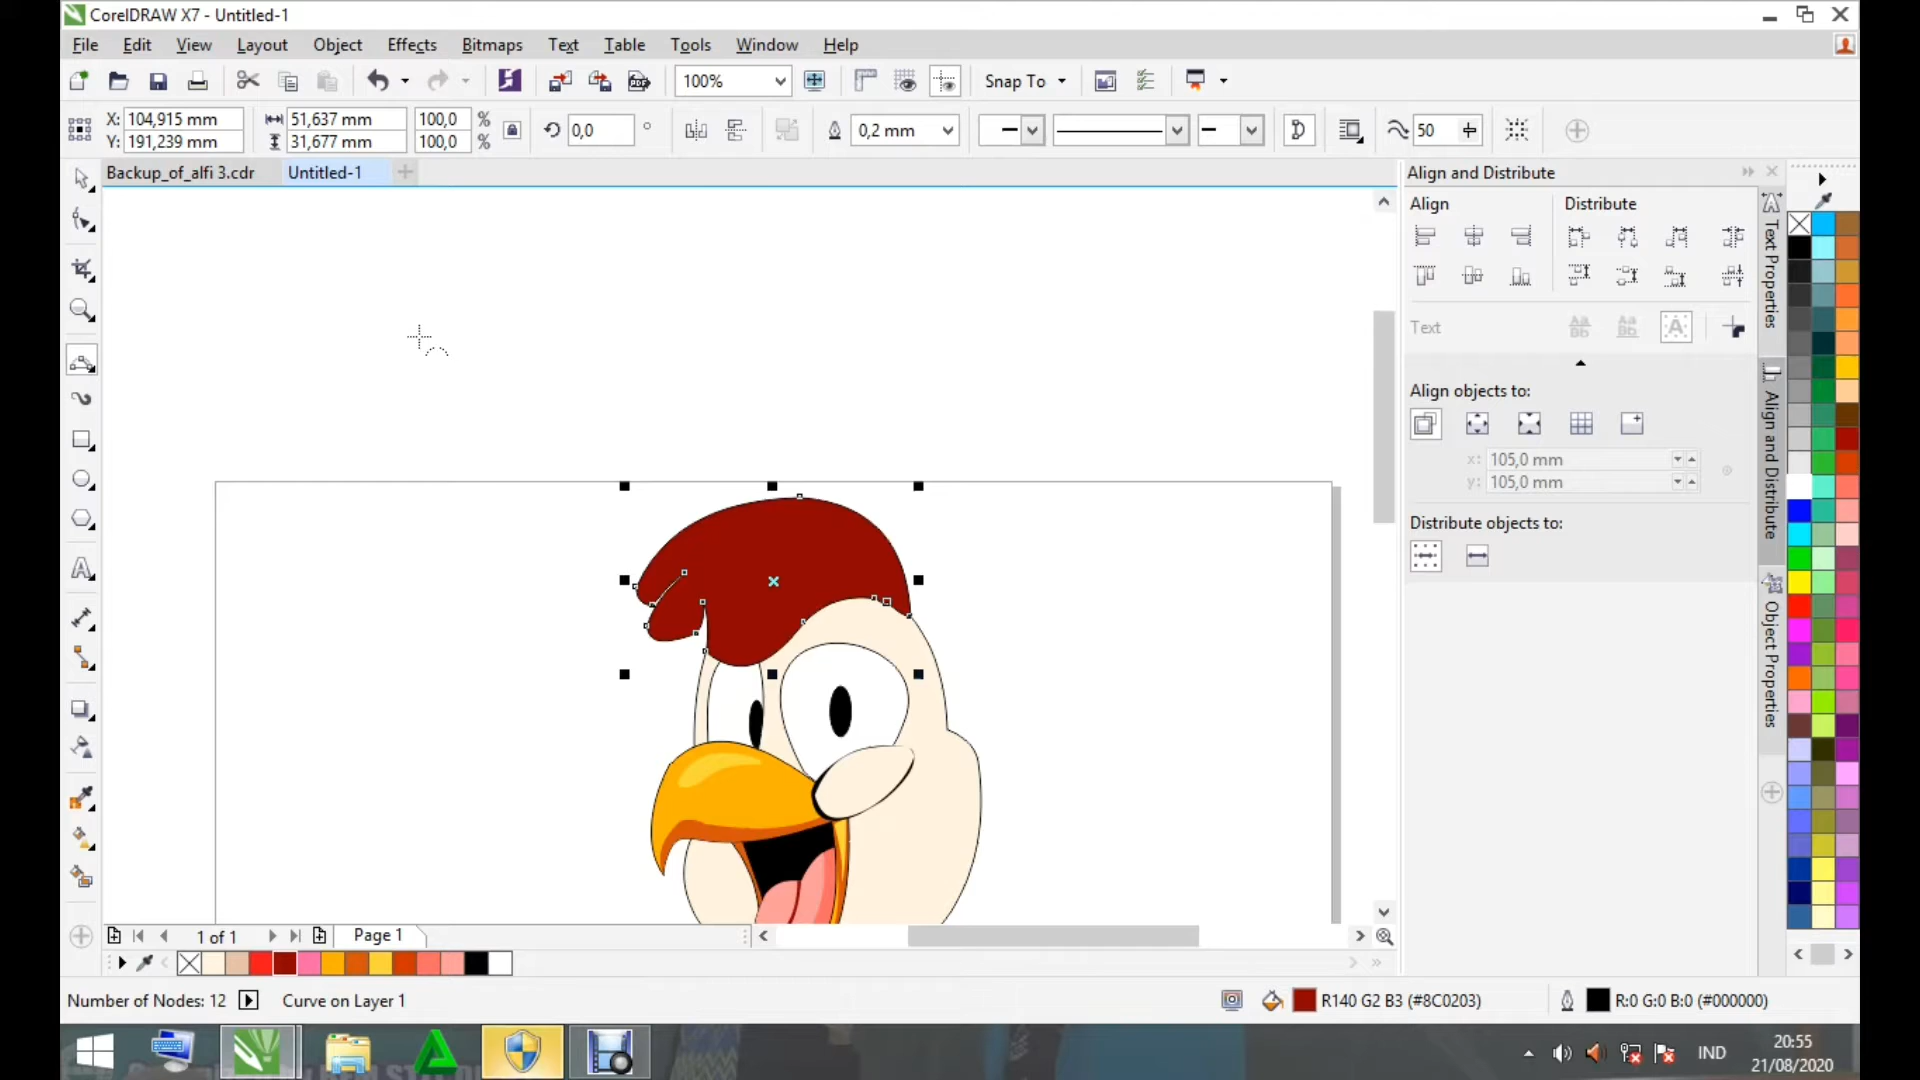 CorelDRAW X7 - Untitled-1
File Edit View Layout Object Effects Bitmaps Text Table Tools Window Help
100% Snap To
X: 104,915 mm 51,637 mm 100,0 % 0,0 ° 0,2 mm 50
Y: 191,239 mm 31,677 mm 100,0 %
Backup_of_alfi 3.cdr Untitled-1
Align and Distribute
Align Distribute
Text
Align objects to:
x: 105,0 mm
y: 105,0 mm
Distribute objects to:
Text Properties
Align and Distribute
Object Properties
1 of 1 Page 1
Number of Nodes: 12 Curve on Layer 1 R140 G2 B3 (#8C0203) R:0 G:0 B:0 (#000000)
IND 20:55
21/08/2020